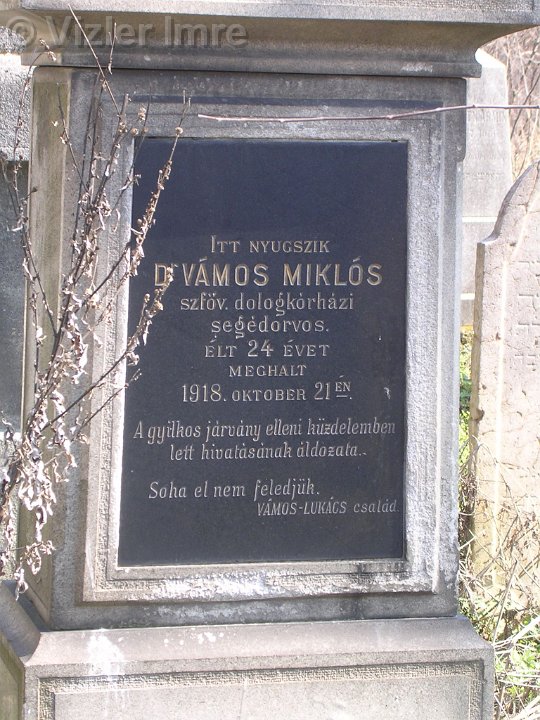 © Vizler Imre
ITT NYUGSZIK
DR VÁMOS MIKLÓS
szföv. dologkórházi
segédorvos.
ÉLT 24 ÉVET
MEGHALT
1918. OKTOBER 21ÉN.
A gyilkos járvány elleni küzdelemben
lett hivatásának áldozata..
Soha el nem feledjük.
VÁMOS-LUKÁCS család